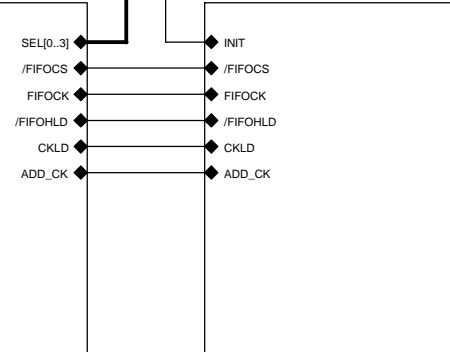 SEL[0..3]
INIT
/FIFOCS
/FIFOCS
FIFOCK
FIFOCK
/FIFOHLD
/FIFOHLD
CKLD
CKLD
ADD_CK
ADD_CK